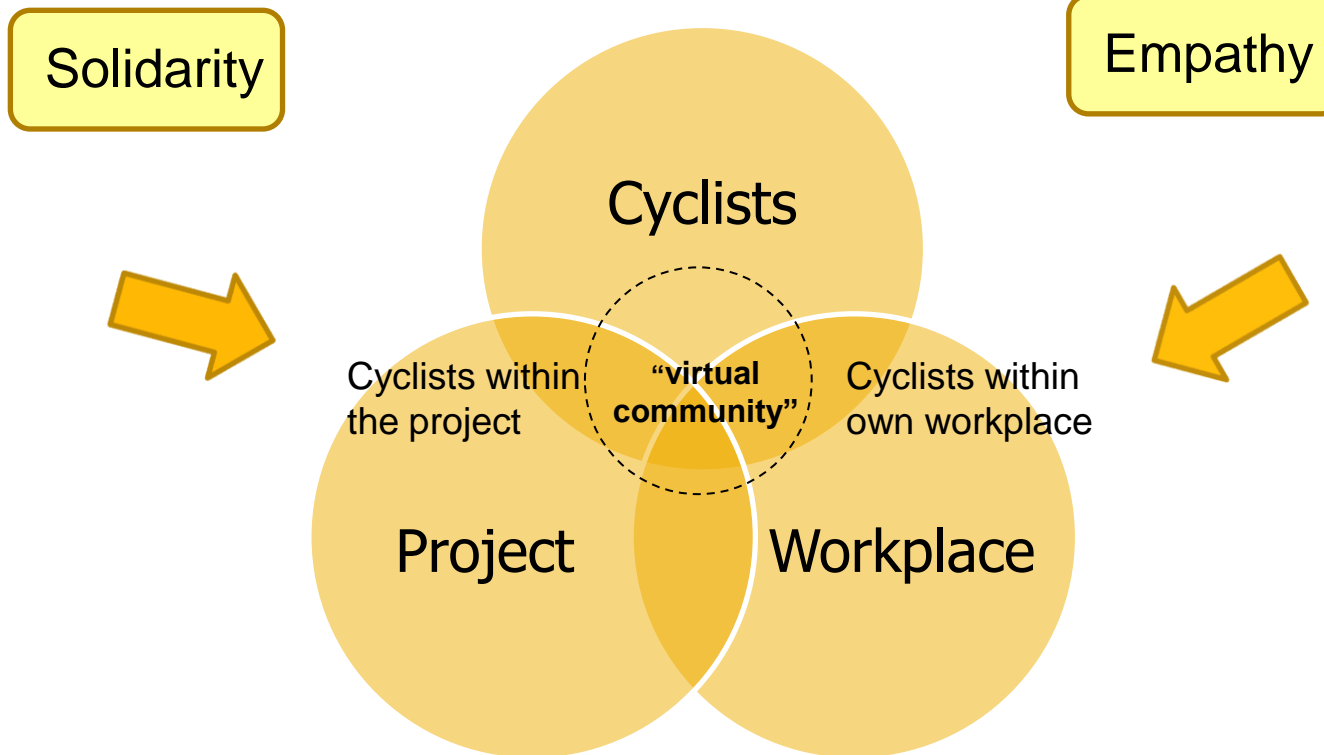 Solidarity
Empathy
Cyclists
Cyclists within
the project
“virtual
community”
Cyclists within
own workplace
Project
Workplace